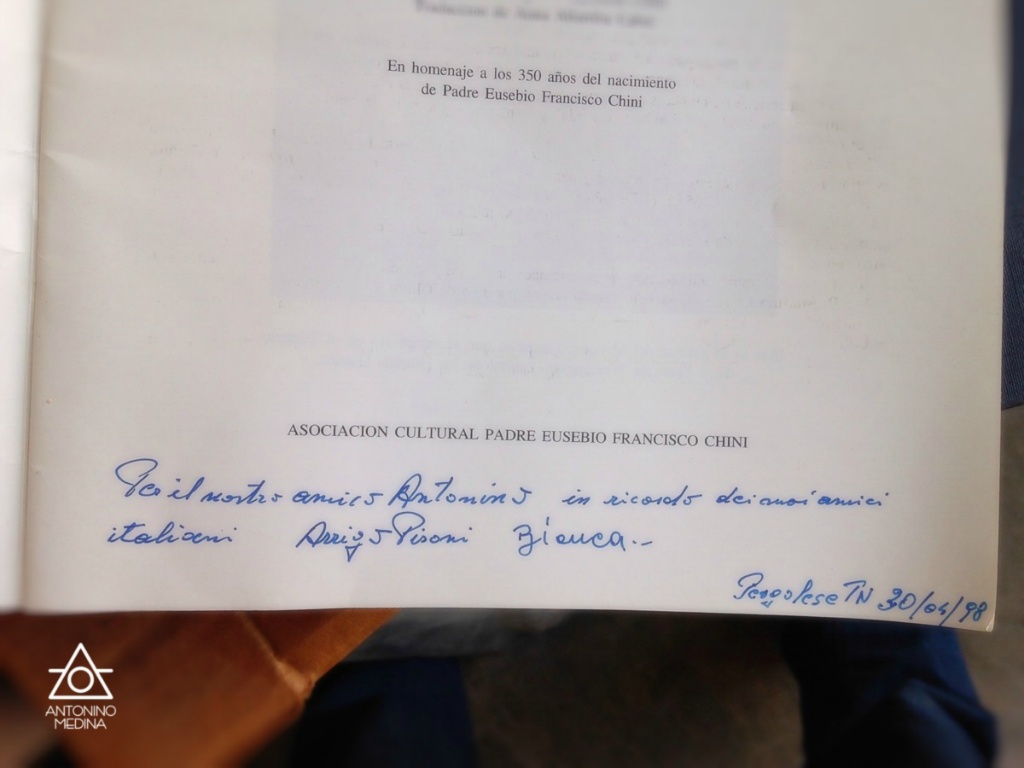 Traduccion de
En homenaje a los 350 años del nacimiento
de Padre Eusebio Francisco Chini
ASOCIACION CULTURAL PADRE EUSEBIO FRANCISCO CHINI
Per il nostro amico Antonino in ricordo dei suoi amici
italiani Arrigo Pisoni Bianca.-
Pergolese TN 30/04/98
ANTONINO
MEDINA